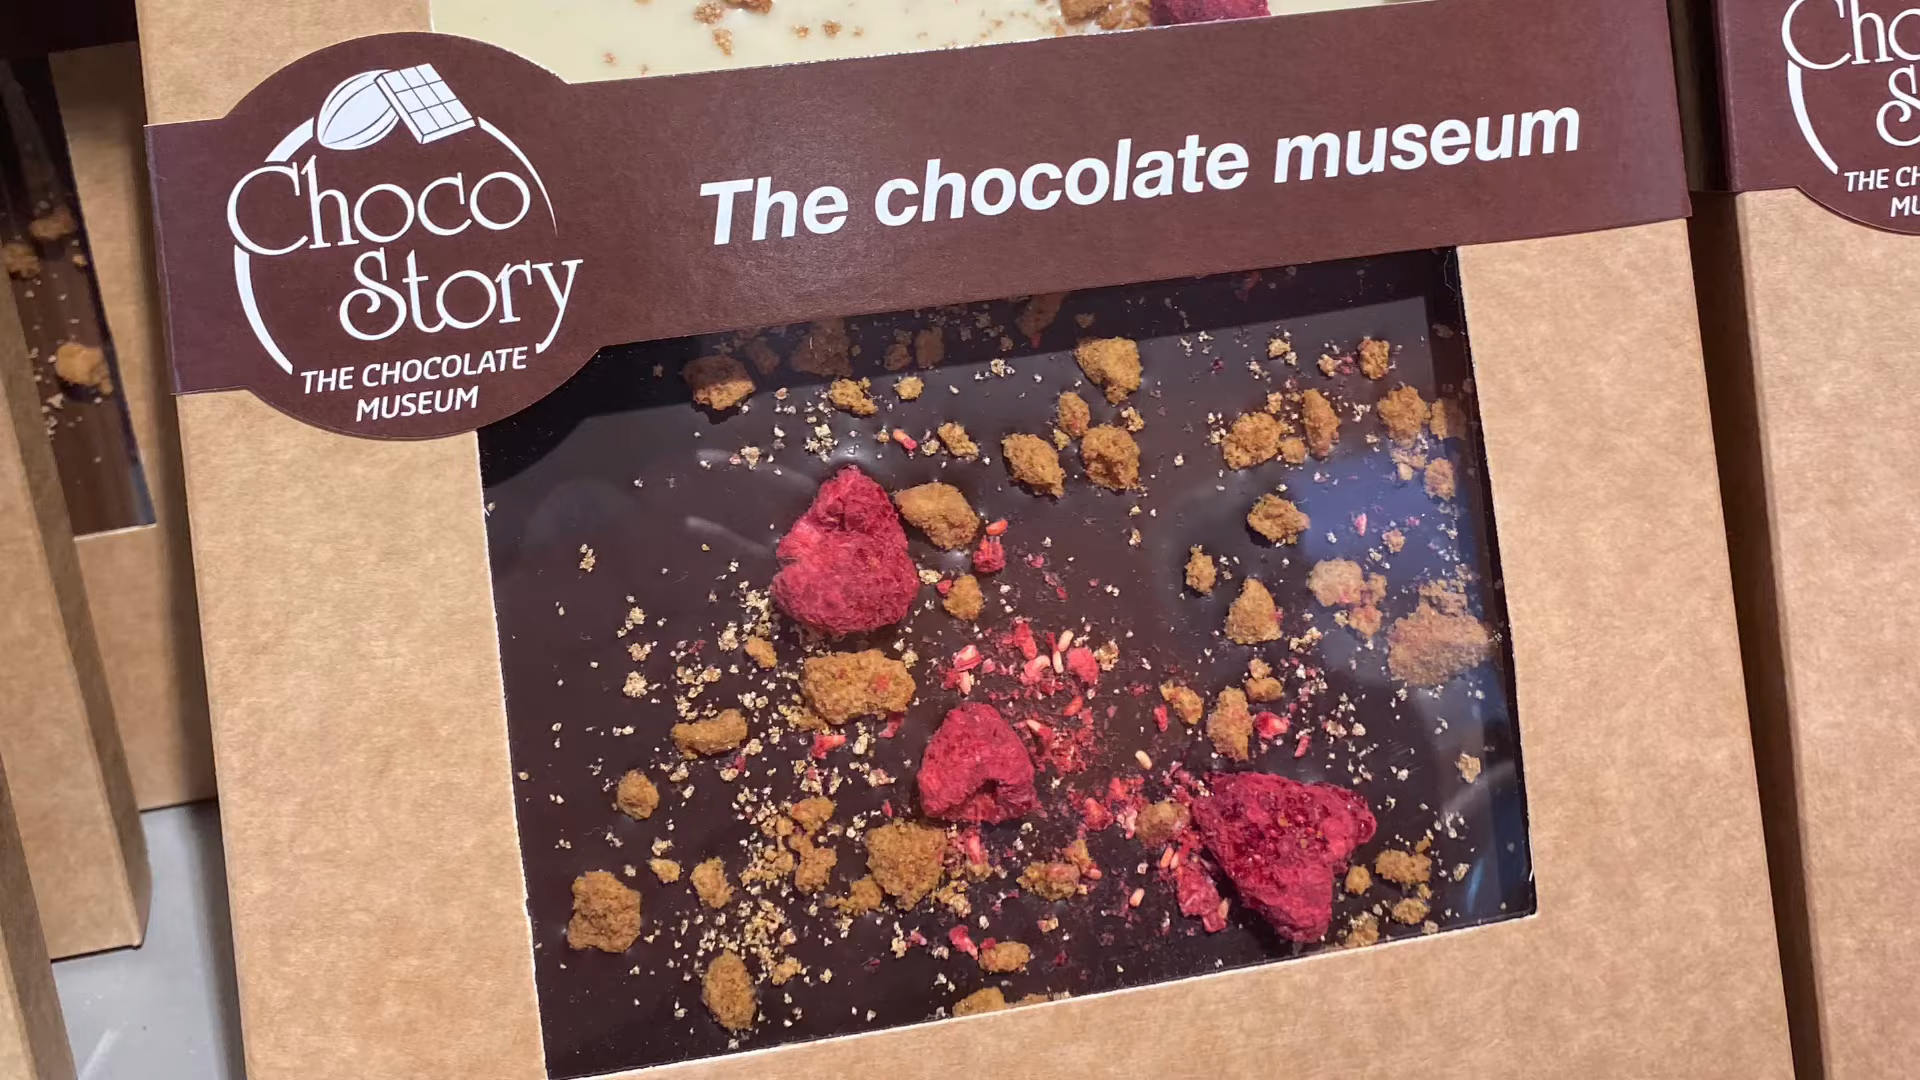 Choco
Story
THE CHOCOLATE
MUSEUM
The chocolate museum